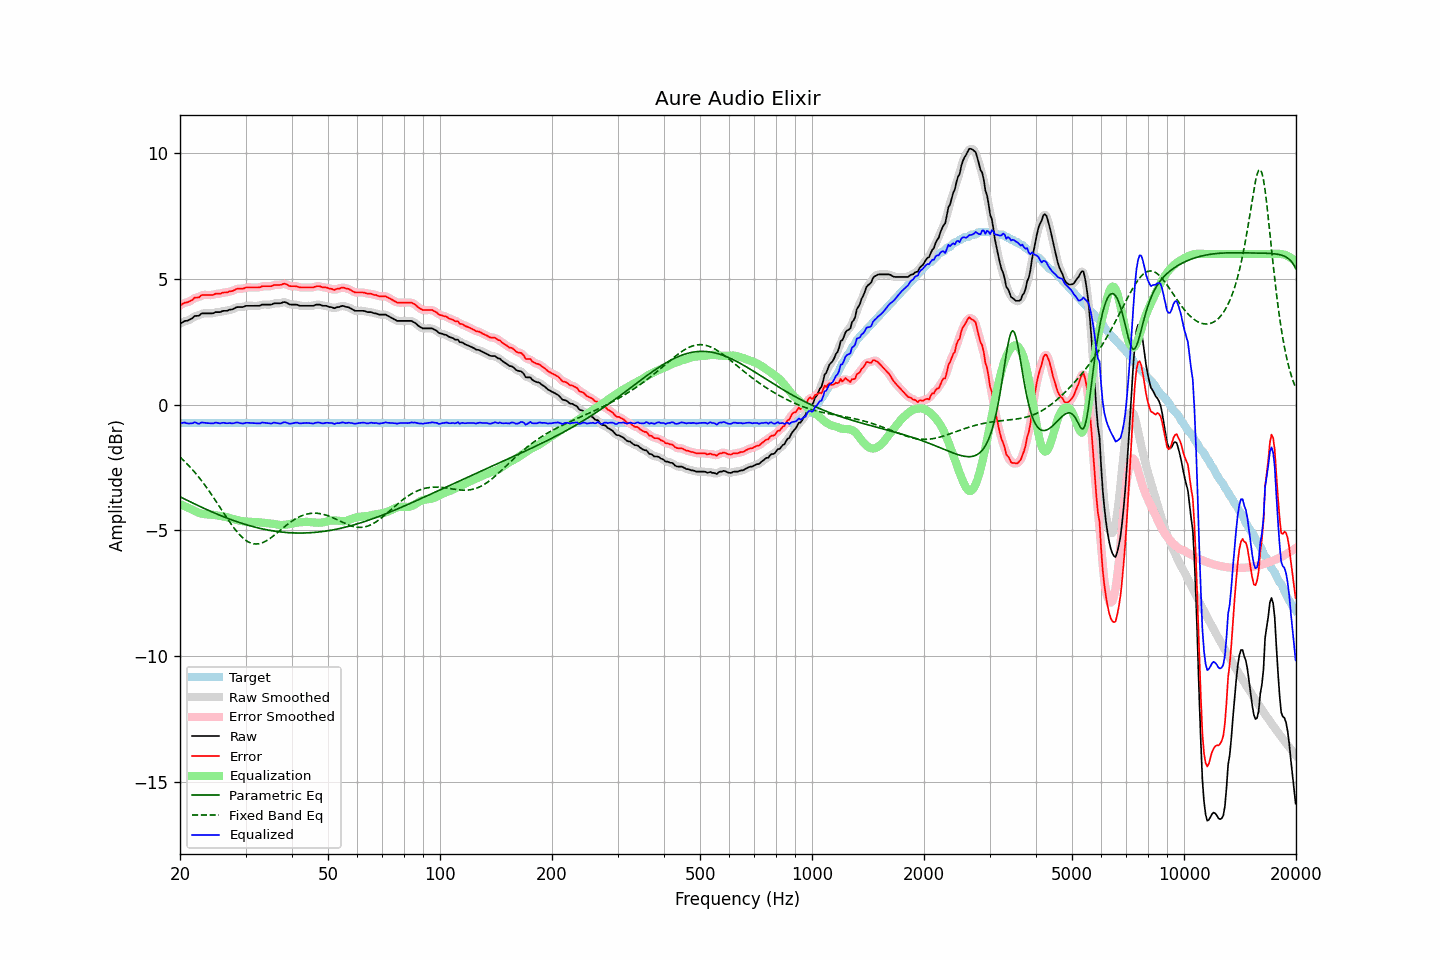 Aure Audio Elixir
Amplitude (dBr)
10
5
0
−5
−10
−15
Target
Raw Smoothed
Error Smoothed
Raw
Error
Equalization
Parametric Eq
Fixed Band Eq
Equalized
20 50 100 200 500 1000 2000 5000 10000 20000
Frequency (Hz)